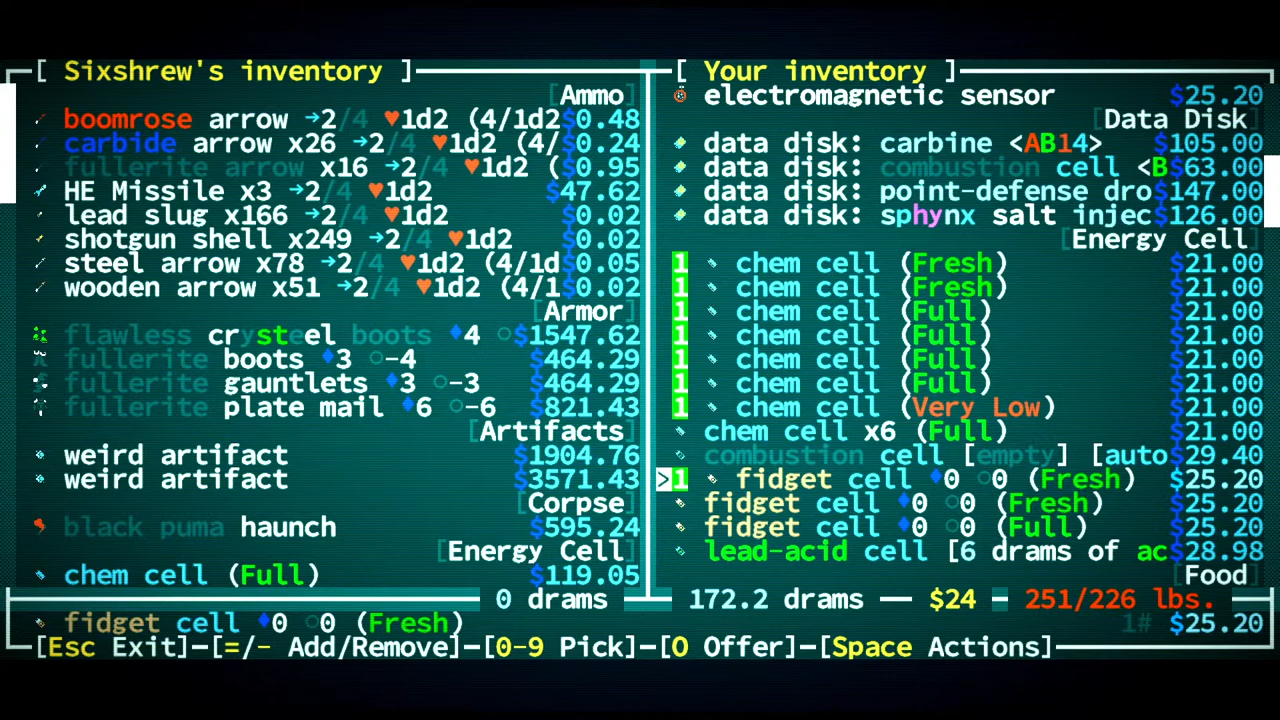 [ Sixshrew's inventory ]
[Ammo]
boomrose arrow →2/4 ♥1d2 (4/1d2 $0.48
carbide arrow x26 →2/4 ♥1d2 (4/ $0.24
fullerite arrow x16 →2/4 ♥1d2 ( $0.95
HE Missile x3 →2/4 ♥1d2 $47.62
lead slug x166 →2/4 ♥1d2 $0.02
shotgun shell x249 →2/4 ♥1d2 $0.02
steel arrow x78 →2/4 ♥1d2 (4/1d $0.05
wooden arrow x51 →2/4 ♥1d2 (4/1 $0.02
[Armor]
flawless crysteel boots ♦4 ○ $1547.62
fullerite boots ♦3 ○-4 $464.29
fullerite gauntlets ♦3 ○-3 $464.29
fullerite plate mail ♦6 ○-6 $821.43
[Artifacts]
weird artifact $1904.76
weird artifact $3571.43
[Corpse]
black puma haunch $595.24
[Energy Cell]
chem cell (Full) $119.05
0 drams
[ Your inventory ]
electromagnetic sensor $25.20
[Data Disk]
data disk: carbine <AB14> $105.00
data disk: combustion cell <B $63.00
data disk: point-defense dro $147.00
data disk: sphynx salt injec $126.00
[Energy Cell]
1 chem cell (Fresh) $21.00
1 chem cell (Fresh) $21.00
1 chem cell (Full) $21.00
1 chem cell (Full) $21.00
1 chem cell (Full) $21.00
1 chem cell (Full) $21.00
1 chem cell (Very Low) $21.00
chem cell x6 (Full) $21.00
combustion cell [empty] [auto $29.40
>1 fidget cell ♦0 ○0 (Fresh) $25.20
fidget cell ♦0 ○0 (Fresh) $25.20
fidget cell ♦0 ○0 (Full) $25.20
lead-acid cell [6 drams of ac $28.98
[Food]
172.2 drams — $24 — 251/226 lbs.
fidget cell ♦0 ○0 (Fresh) 1# $25.20
[Esc Exit]-[=/- Add/Remove]-[0-9 Pick]-[O Offer]-[Space Actions]